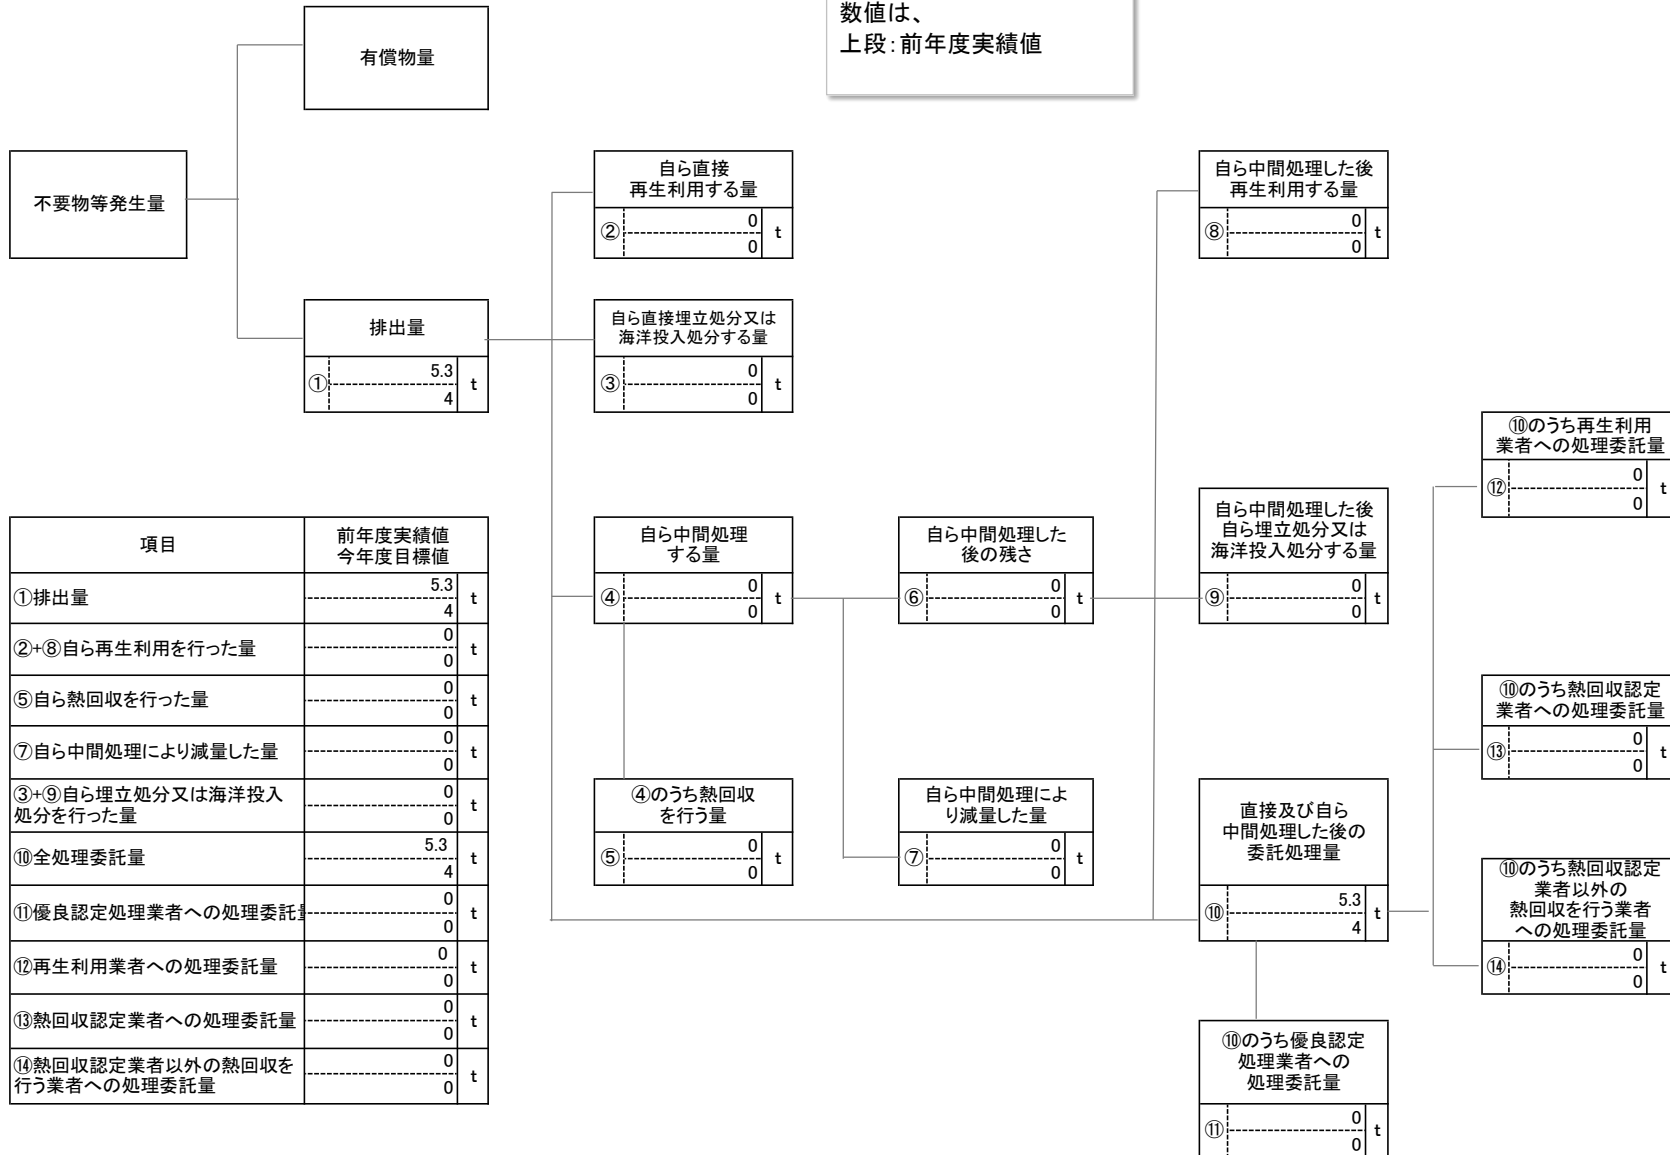 数値は、
上段：前年度実績値
有償物量
不要物等発生量
排出量
① 5.3 t
4
自ら直接
再生利用する量
② 0 t
0
自ら直接埋立処分又は
海洋投入処分する量
③ 0 t
0
自ら中間処理した後
再生利用する量
⑧ 0 t
0
自ら中間処理
する量
④ 0 t
0
自ら中間処理した
後の残さ
⑥ 0 t
0
自ら中間処理した後
自ら埋立処分又は
海洋投入処分する量
⑨ 0 t
0
④のうち熱回収
を行う量
⑤ 0 t
0
自ら中間処理によ
り減量した量
⑦ 0 t
0
直接及び自ら
中間処理した後の
委託処理量
⑩ 5.3 t
4
⑩のうち優良認定
処理業者への
処理委託量
⑪ 0 t
0
⑩のうち再生利用
業者への処理委託量
⑫ 0 t
0
⑩のうち熱回収認定
業者への処理委託量
⑬ 0 t
0
⑩のうち熱回収認定
業者以外の
熱回収を行う業者
への処理委託量
⑭ 0 t
0
項目 前年度実績値
今年度目標値
①排出量 5.3 t
4
②+⑧自ら再生利用を行った量 0 t
0
⑤自ら熱回収を行った量 0 t
0
⑦自ら中間処理により減量した量 0 t
0
③+⑨自ら埋立処分又は海洋投入
処分を行った量 0 t
0
⑩全処理委託量 5.3 t
4
⑪優良認定処理業者への処理委託 0 t
0
⑫再生利用業者への処理委託量 0 t
0
⑬熱回収認定業者への処理委託量 0 t
0
⑭熱回収認定業者以外の熱回収を
行う業者への処理委託量 0 t
0